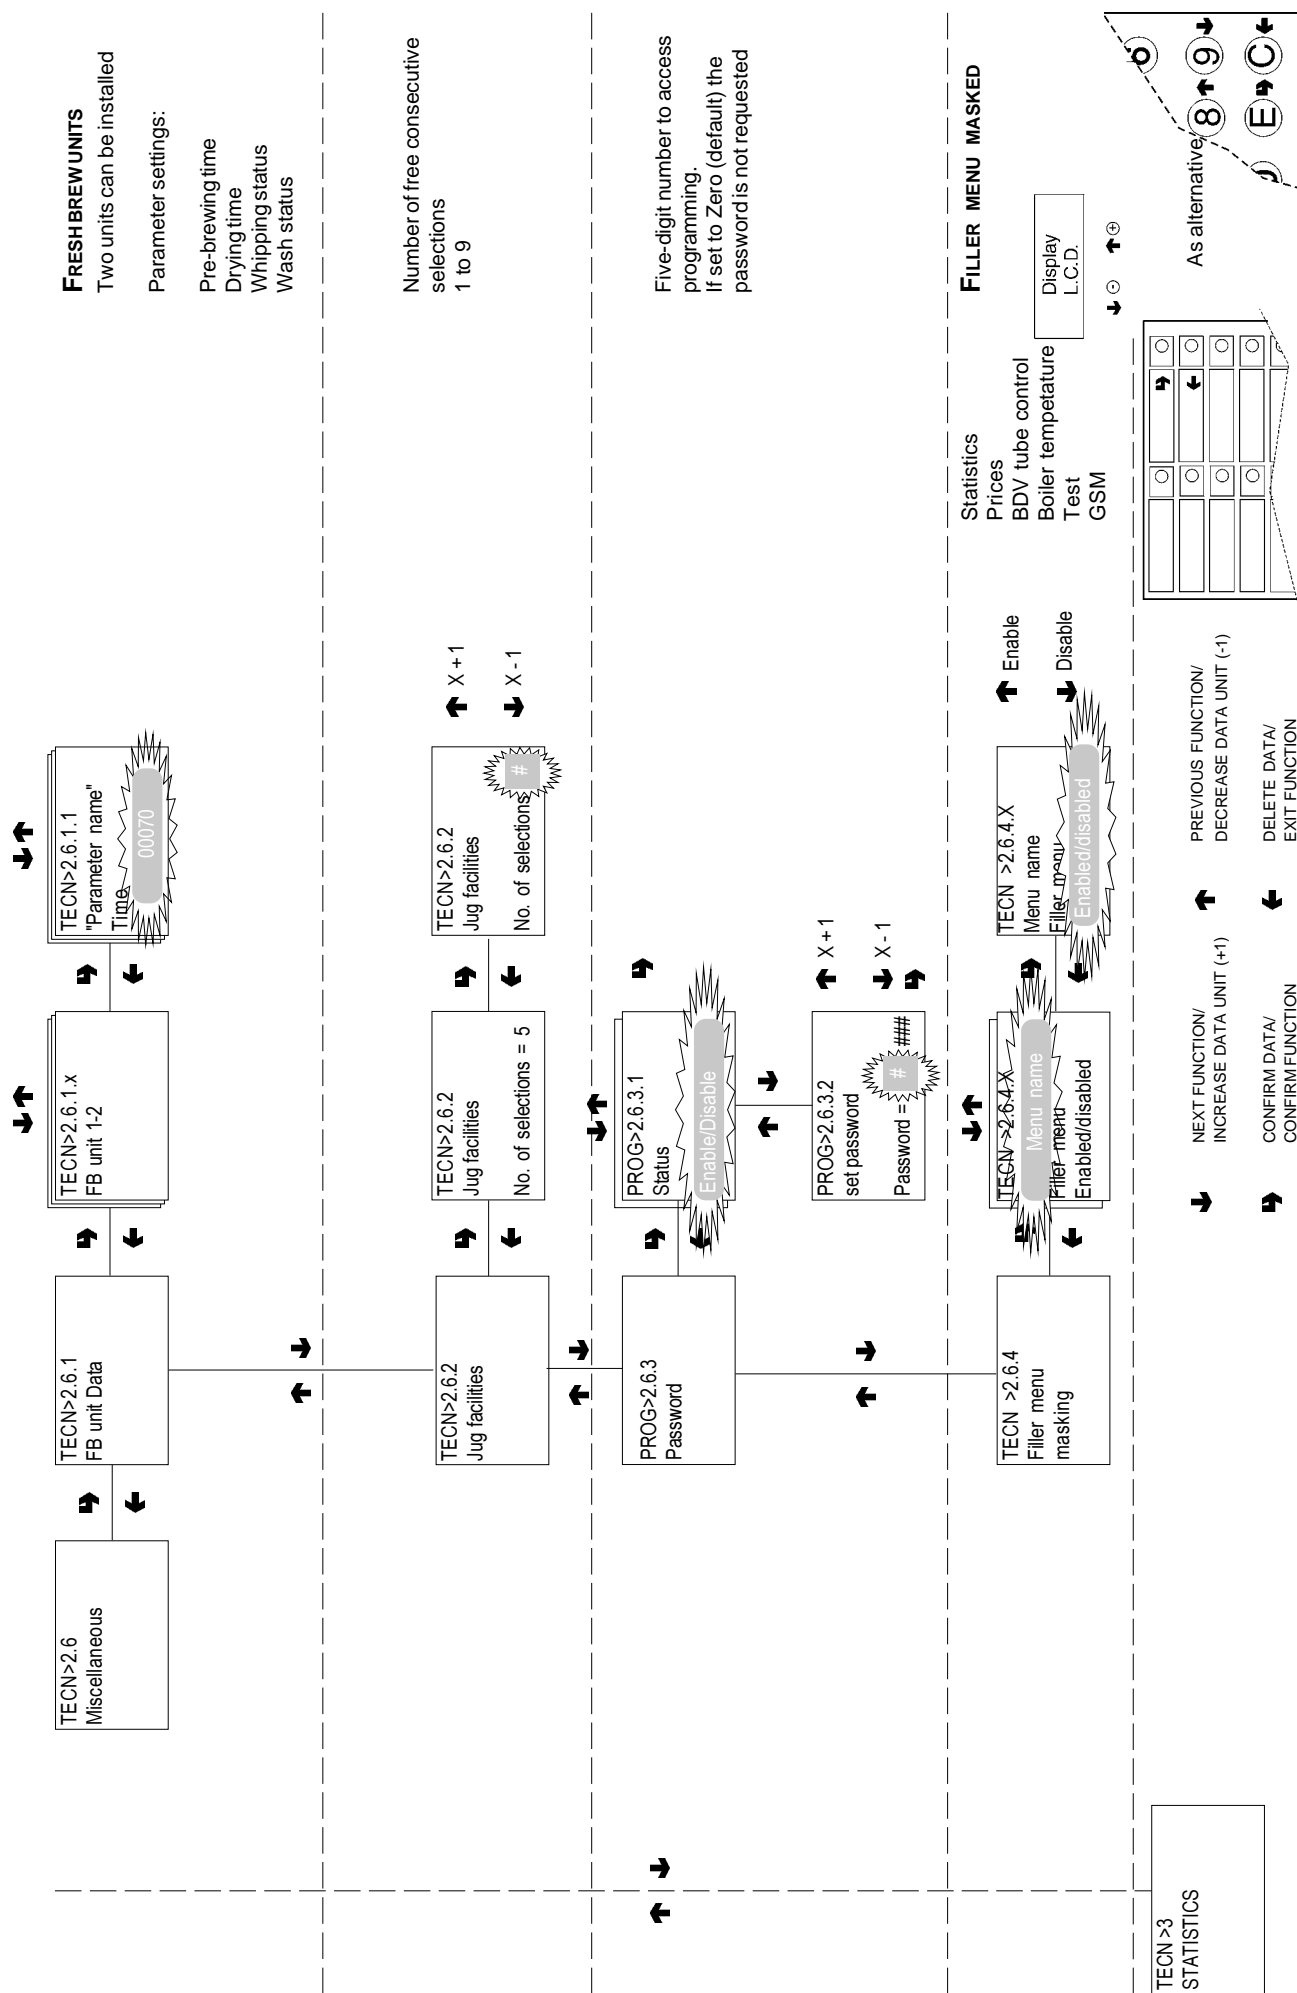 TECN>2.6
Miscellaneous
TECN>2.6.1
FB unit Data
TECN>2.6.1.x
FB unit 1-2
TECN>2.6.1.1
"Parameter name"
Time
00070
FRESH BREW UNITS
Two units can be installed
Parameter settings:
Pre-brewing time
Drying time
Whipping status
Wash status
TECN>2.6.2
Jug facilities
TECN>2.6.2
Jug facilities
No. of selections = 5
TECN>2.6.2
Jug facilities
No. of selections
#
X + 1
X - 1
Number of free consecutive
selections
1 to 9
PROG>2.6.3
Password
PROG>2.6.3.1
Status
Enable/Disable
PROG>2.6.3.2
set password
Password = # ###
X + 1
X - 1
Five-digit number to access
programming.
If set to Zero (default) the
password is not requested
TECN >2.6.4
Filler menu
masking
TECN >2.6.4.X
Menu name
Filler menu
Enabled/disabled
TECN >2.6.4.X
Menu name
Filler menu
Enabled/disabled
Enable
Disable
Statistics
Prices
BDV tube control
Boiler tempetature
Test
GSM
FILLER MENU MASKED
Display
L.C.D.
- +
As alternative
6
8 9
E C
TECN >3
STATISTICS
NEXT FUNCTION/
INCREASE DATA UNIT (+1)
PREVIOUS FUNCTION/
DECREASE DATA UNIT (-1)
CONFIRM DATA/
CONFIRM FUNCTION
DELETE DATA/
EXIT FUNCTION